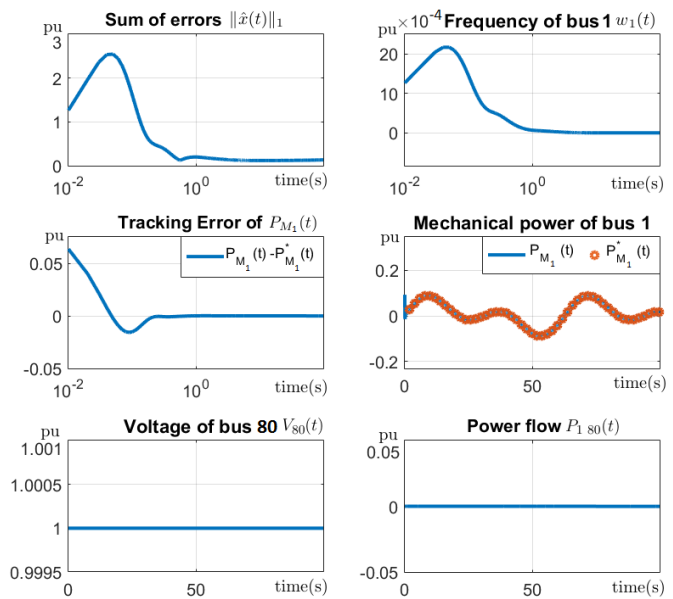 Sum of errors ‖x̂(t)‖₁
pu
3
2
1
0
10⁻²
10⁰
time(s)
Frequency of bus 1 w₁(t)
pu ×10⁻⁴
20
10
0
10⁻²
10⁰
time(s)
Tracking Error of P_{M₁}(t)
pu
0.05
0
-0.05
P_{M₁}(t) -P*_{M₁}(t)
10⁻²
10⁰
time(s)
Mechanical power of bus 1
pu
0.2
0
-0.2
P_{M₁} (t) P*_{M₁} (t)
0
50
time(s)
Voltage of bus 80 V₈₀(t)
pu
1.001
1.0005
1
0.9995
0
50
time(s)
Power flow P_{1 80}(t)
pu
0.05
0
-0.05
0
50
time(s)